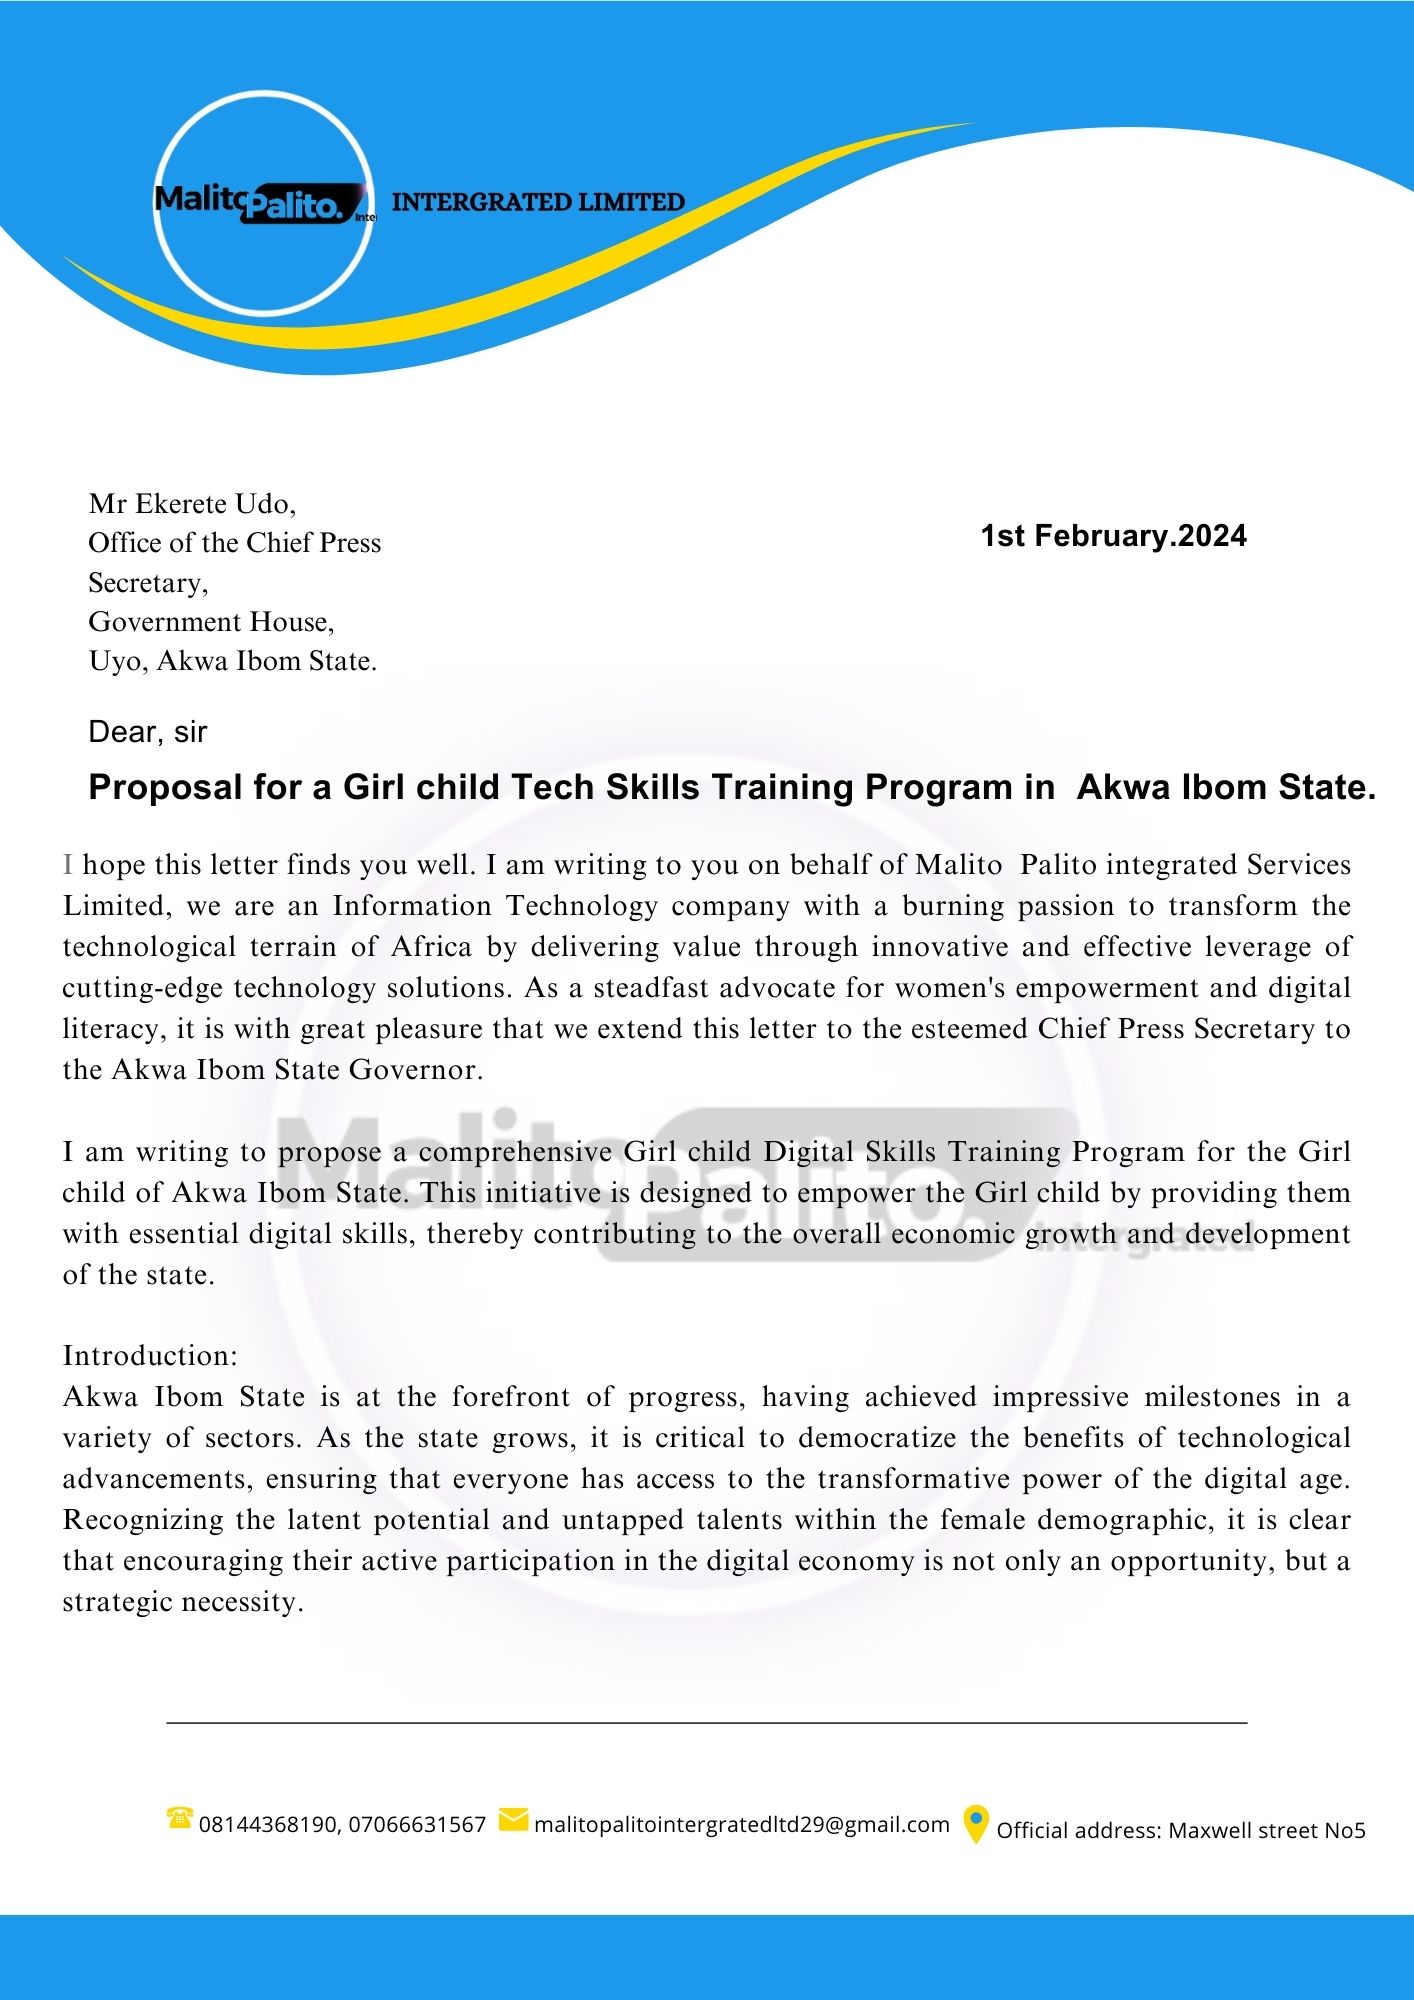 MalitoPalito. Inte
INTERGRATED LIMITED
Mr Ekerete Udo,
Office of the Chief Press
Secretary,
Government House,
Uyo, Akwa Ibom State.
1st February.2024
Dear, sir
Proposal for a Girl child Tech Skills Training Program in  Akwa Ibom State.
I hope this letter finds you well. I am writing to you on behalf of Malito  Palito integrated Services
Limited, we are an Information Technology company with a burning passion to transform the
technological terrain of Africa by delivering value through innovative and effective leverage of
cutting-edge technology solutions. As a steadfast advocate for women's empowerment and digital
literacy, it is with great pleasure that we extend this letter to the esteemed Chief Press Secretary to
the Akwa Ibom State Governor.
I am writing to propose a comprehensive Girl child Digital Skills Training Program for the Girl
child of Akwa Ibom State. This initiative is designed to empower the Girl child by providing them
with essential digital skills, thereby contributing to the overall economic growth and development
of the state.
MalitoPalito. Intergrated
Introduction:
Akwa Ibom State is at the forefront of progress, having achieved impressive milestones in a
variety of sectors. As the state grows, it is critical to democratize the benefits of technological
advancements, ensuring that everyone has access to the transformative power of the digital age.
Recognizing the latent potential and untapped talents within the female demographic, it is clear
that encouraging their active participation in the digital economy is not only an opportunity, but a
strategic necessity.
08144368190, 07066631567
malitopalitointergratedltd29@gmail.com
Official address: Maxwell street No5